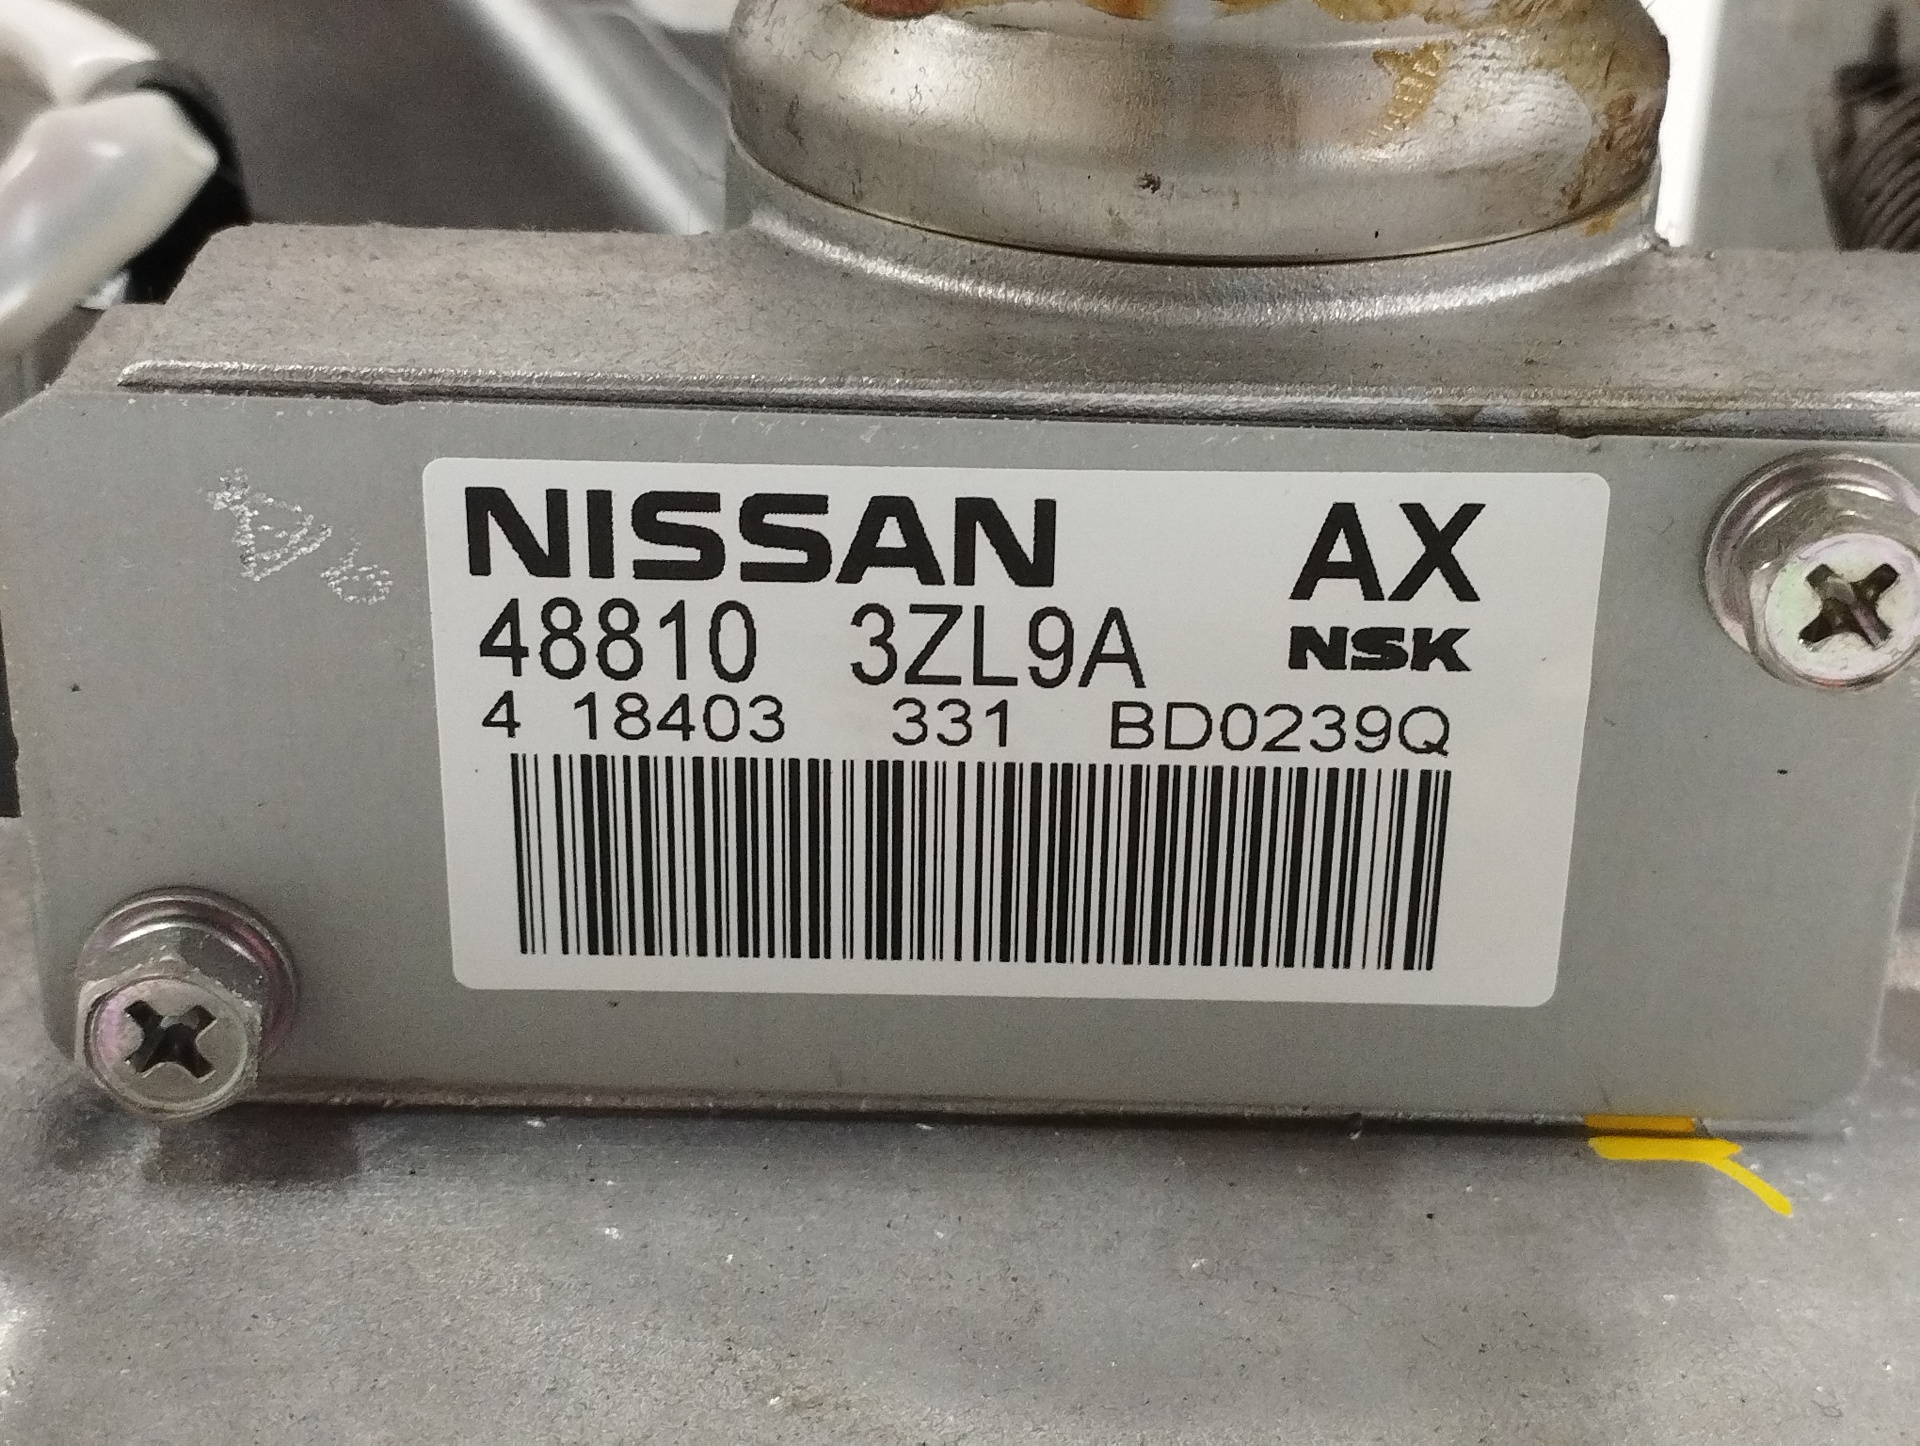 NISSAN AX
48810 3ZL9A NSK
4 18403 331 BD0239Q